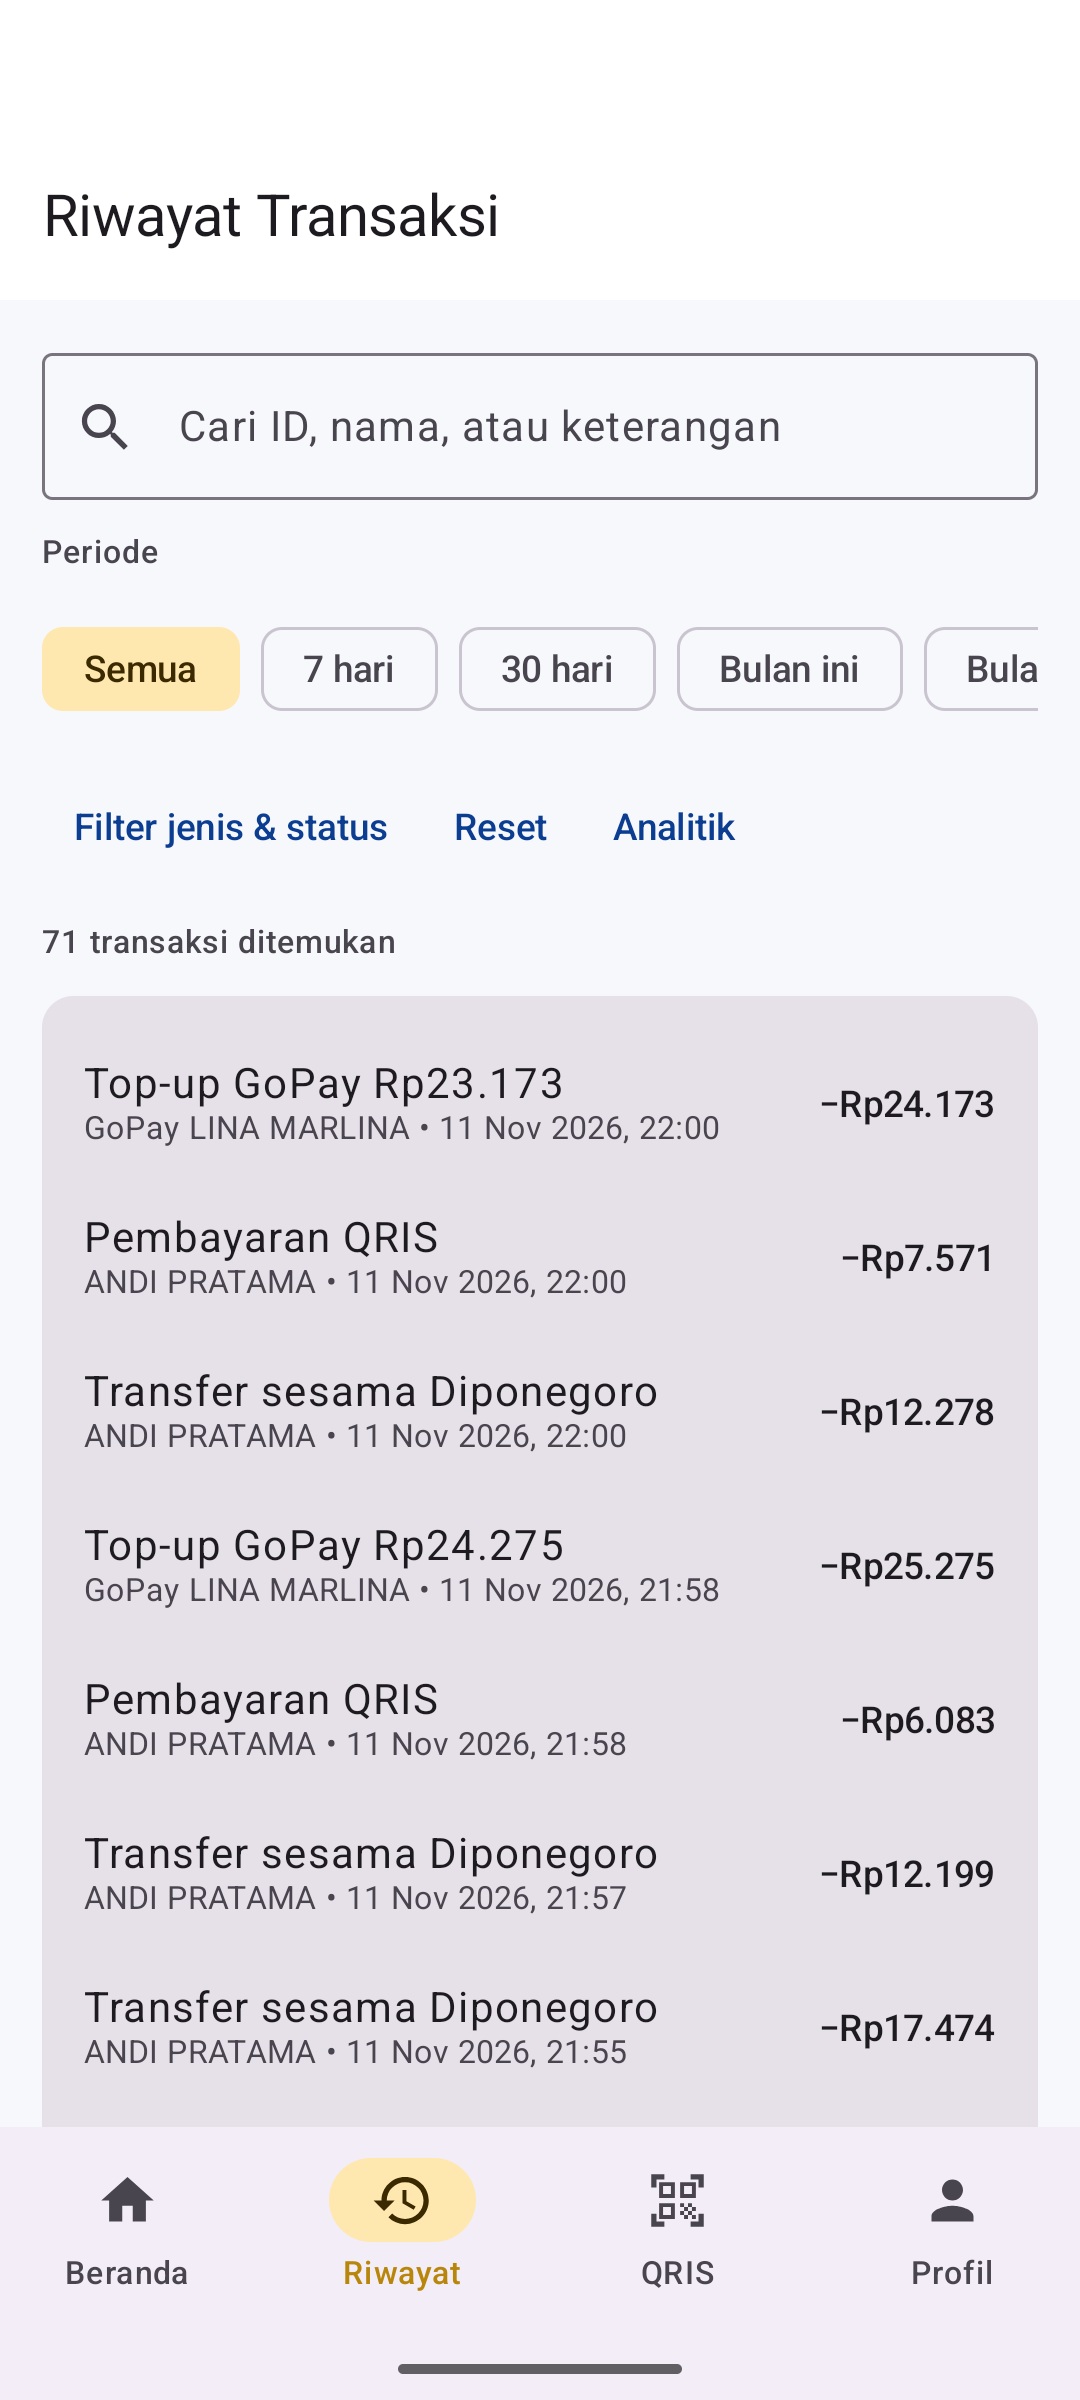 Riwayat Transaksi
Cari ID, nama, atau keterangan
Periode
Semua
7 hari
30 hari
Bulan ini
Bula
Filter jenis & status
Reset
Analitik
71 transaksi ditemukan
Top-up GoPay Rp23.173
GoPay LINA MARLINA • 11 Nov 2026, 22:00
−Rp24.173
Pembayaran QRIS
ANDI PRATAMA • 11 Nov 2026, 22:00
−Rp7.571
Transfer sesama Diponegoro
ANDI PRATAMA • 11 Nov 2026, 22:00
−Rp12.278
Top-up GoPay Rp24.275
GoPay LINA MARLINA • 11 Nov 2026, 21:58
−Rp25.275
Pembayaran QRIS
ANDI PRATAMA • 11 Nov 2026, 21:58
−Rp6.083
Transfer sesama Diponegoro
ANDI PRATAMA • 11 Nov 2026, 21:57
−Rp12.199
Transfer sesama Diponegoro
ANDI PRATAMA • 11 Nov 2026, 21:55
−Rp17.474
Beranda
Riwayat
QRIS
Profil